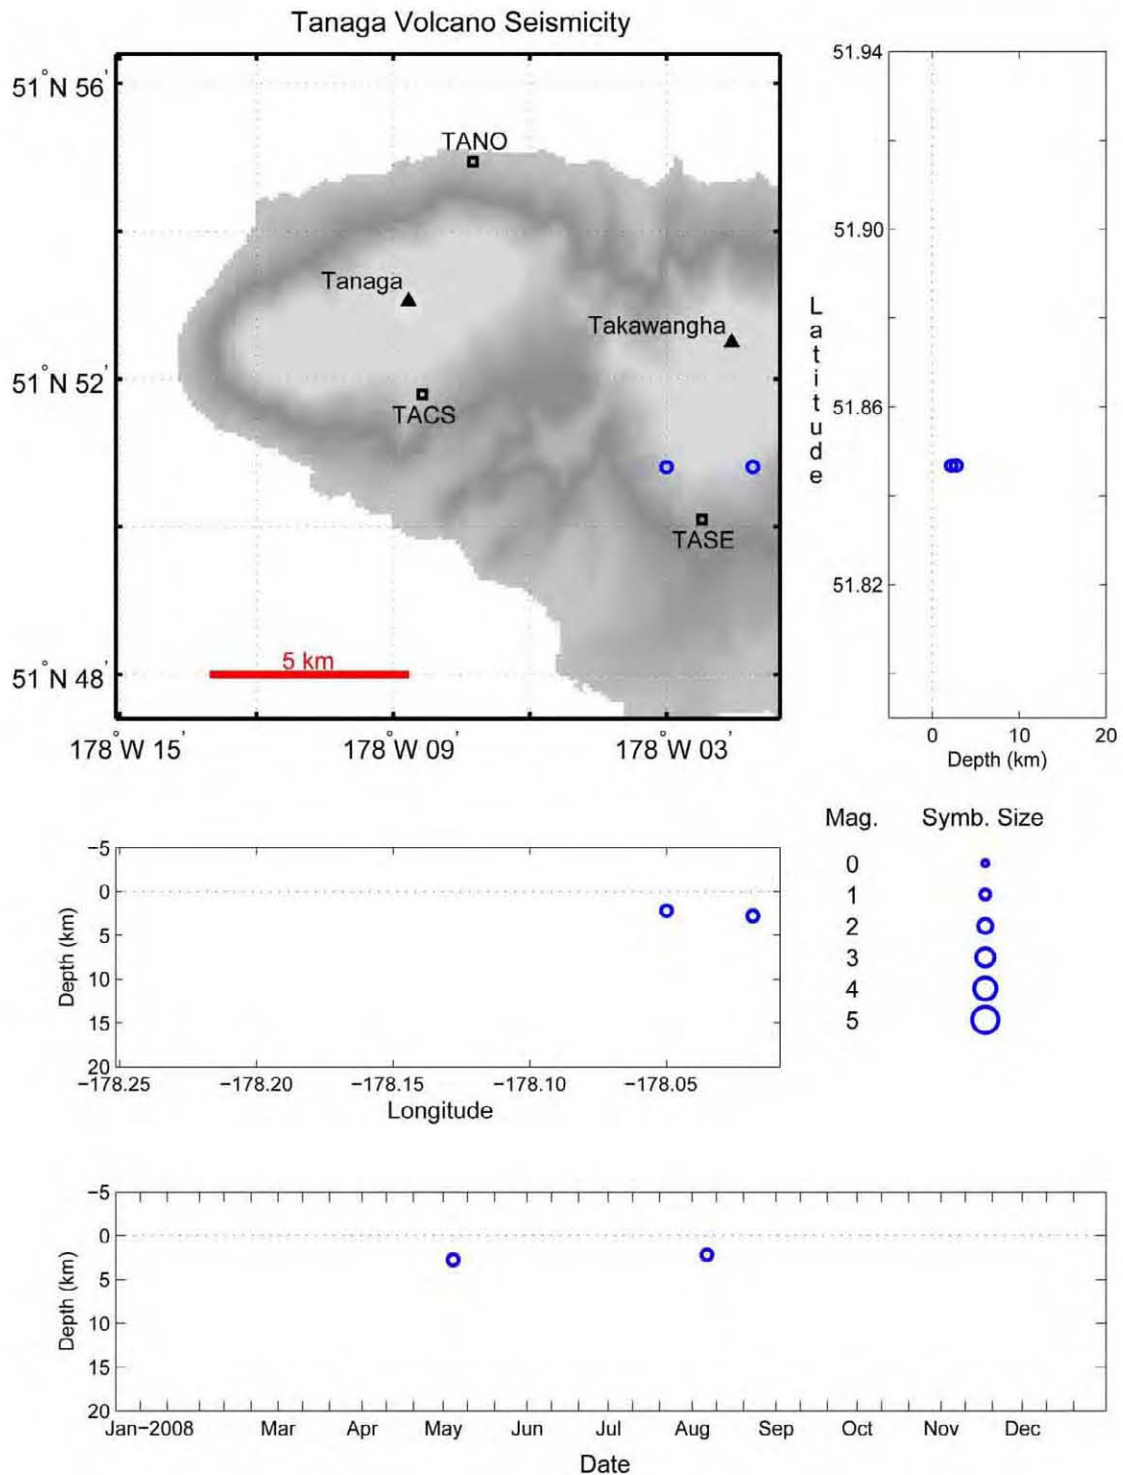 Tanaga Volcano Seismicity
51°N 56'
51°N 52'
51°N 48'
178°W 15'
178°W 09'
178°W 03'
TANO
Tanaga
Takawangha
TACS
TASE
5 km
51.94
51.90
51.86
51.82
Latitude
0
10
20
Depth (km)
−5
0
5
10
15
20
Depth (km)
−178.25
−178.20
−178.15
−178.10
−178.05
Longitude
Mag. Symb. Size
0
1
2
3
4
5
−5
0
5
10
15
20
Depth (km)
Jan−2008 Mar Apr May Jun Jul Aug Sep Oct Nov Dec
Date